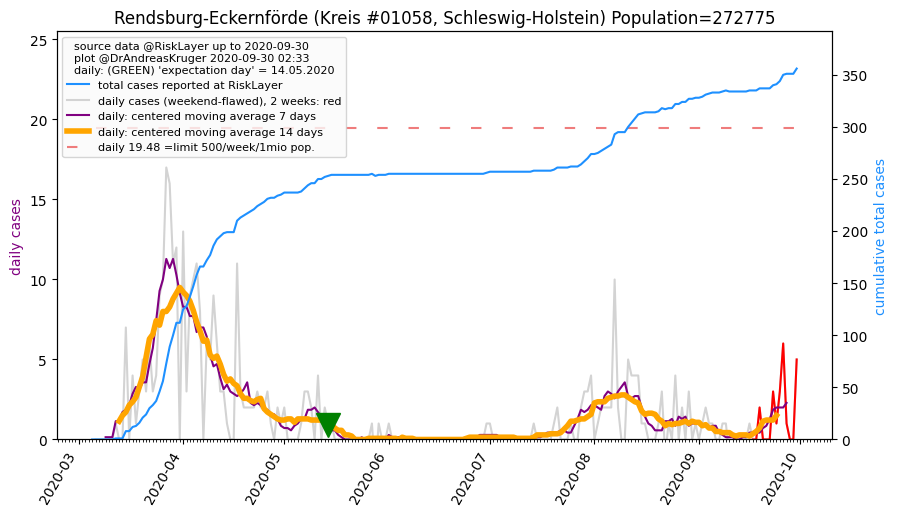 Rendsburg-Eckernförde (Kreis #01058, Schleswig-Holstein) Population=272775
source data @RiskLayer up to 2020-09-30
plot @DrAndreasKruger 2020-09-30 02:33
daily: (GREEN) 'expectation day' = 14.05.2020
total cases reported at RiskLayer
daily cases (weekend-flawed), 2 weeks: red
daily: centered moving average 7 days
daily: centered moving average 14 days
daily 19.48 =limit 500/week/1mio pop.
daily cases
25
20
15
10
5
0
cumulative total cases
350
300
250
200
150
100
50
0
2020-03
2020-04
2020-05
2020-06
2020-07
2020-08
2020-09
2020-10